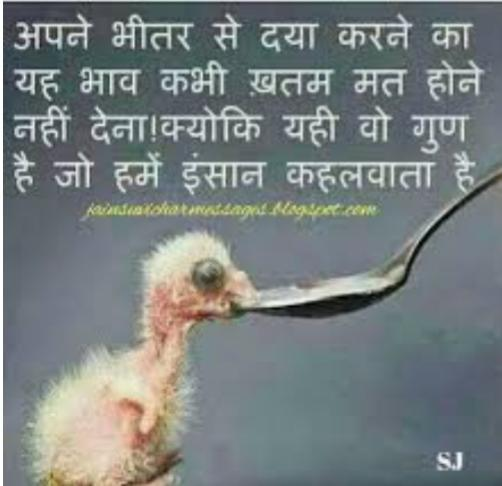 अपने भीतर से दया करने का
यह भाव कभी ख़तम मत होने
नहीं देना!क्योकि यही वो गुण
है जो हमें इंसान कहलवाता है
jainsuvicharmessages.blogspot.com
SJ